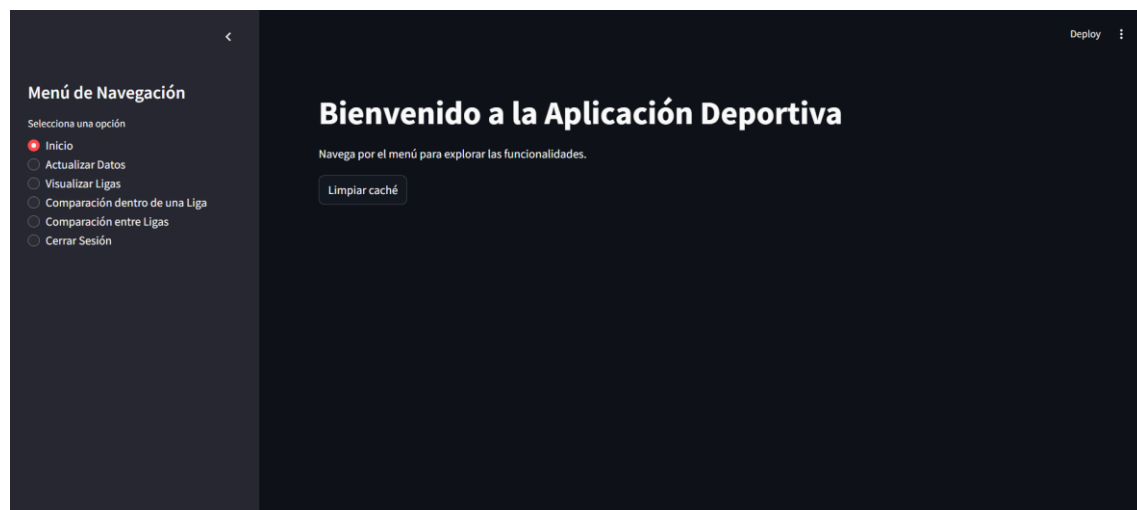 Deploy
Menú de Navegación
Selecciona una opción
Inicio
Actualizar Datos
Visualizar Ligas
Comparación dentro de una Liga
Comparación entre Ligas
Cerrar Sesión
Bienvenido a la Aplicación Deportiva
Navega por el menú para explorar las funcionalidades.
Limpiar caché